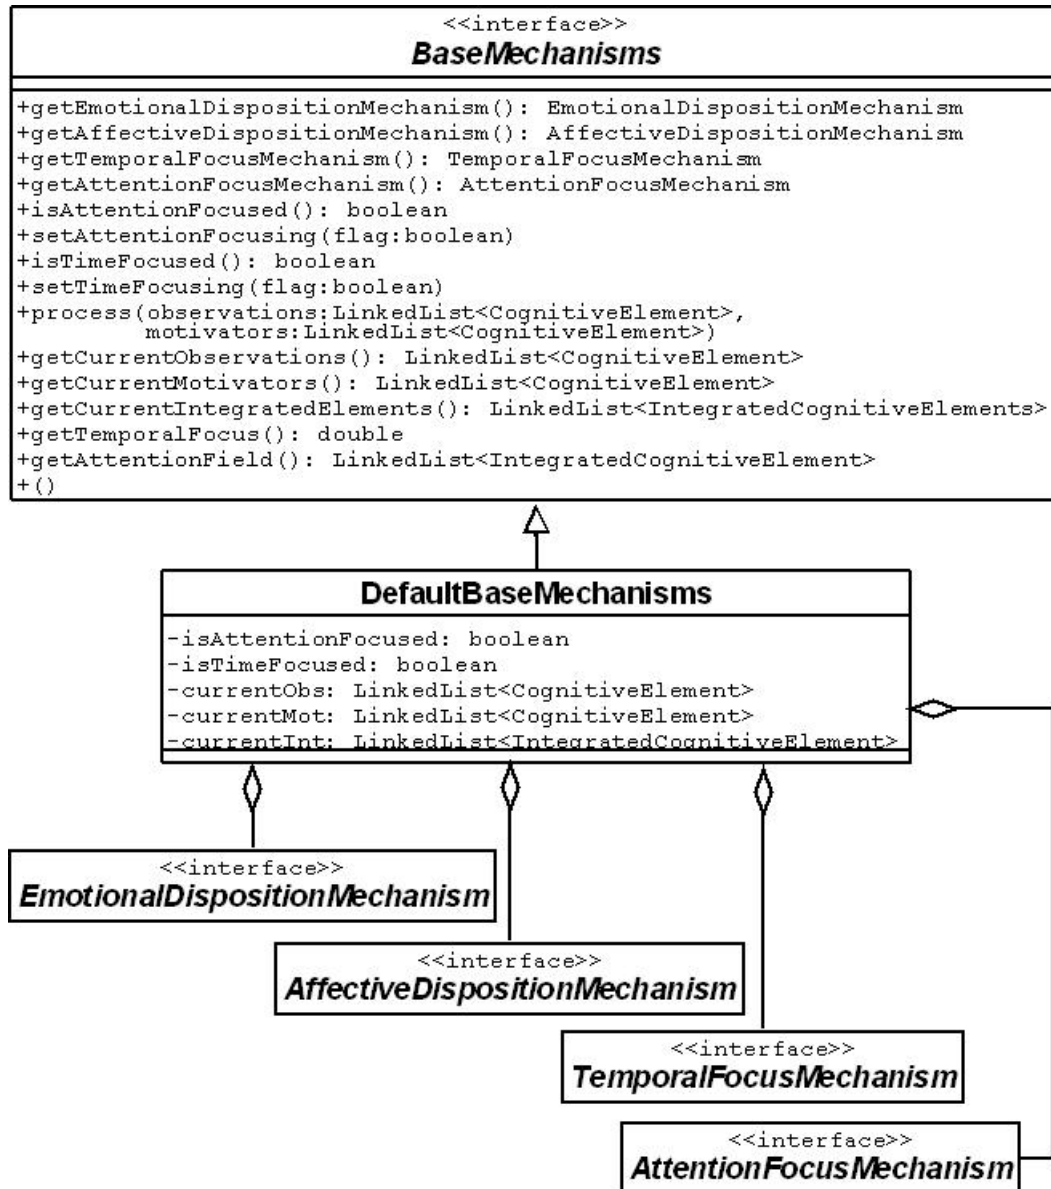 <<interface>>
BaseMechanisms
+getEmotionalDispositionMechanism(): EmotionalDispositionMechanism
+getAffectiveDispositionMechanism(): AffectiveDispositionMechanism
+getTemporalFocusMechanism(): TemporalFocusMechanism
+getAttentionFocusMechanism(): AttentionFocusMechanism
+isAttentionFocused(): boolean
+setAttentionFocusing(flag:boolean)
+isTimeFocused(): boolean
+setTimeFocusing(flag:boolean)
+process(observations:LinkedList<CognitiveElement>,
motivators:LinkedList<CognitiveElement>)
+getCurrentObservations(): LinkedList<CognitiveElement>
+getCurrentMotivators(): LinkedList<CognitiveElement>
+getCurrentIntegratedElements(): LinkedList<IntegratedCognitiveElements>
+getTemporalFocus(): double
+getAttentionField(): LinkedList<IntegratedCognitiveElement>
+()
DefaultBaseMechanisms
-isAttentionFocused: boolean
-isTimeFocused: boolean
-currentObs: LinkedList<CognitiveElement>
-currentMot: LinkedList<CognitiveElement>
-currentInt: LinkedList<IntegratedCognitiveElement>
<<interface>>
EmotionalDispositionMechanism
<<interface>>
AffectiveDispositionMechanism
<<interface>>
TemporalFocusMechanism
<<interface>>
AttentionFocusMechanism